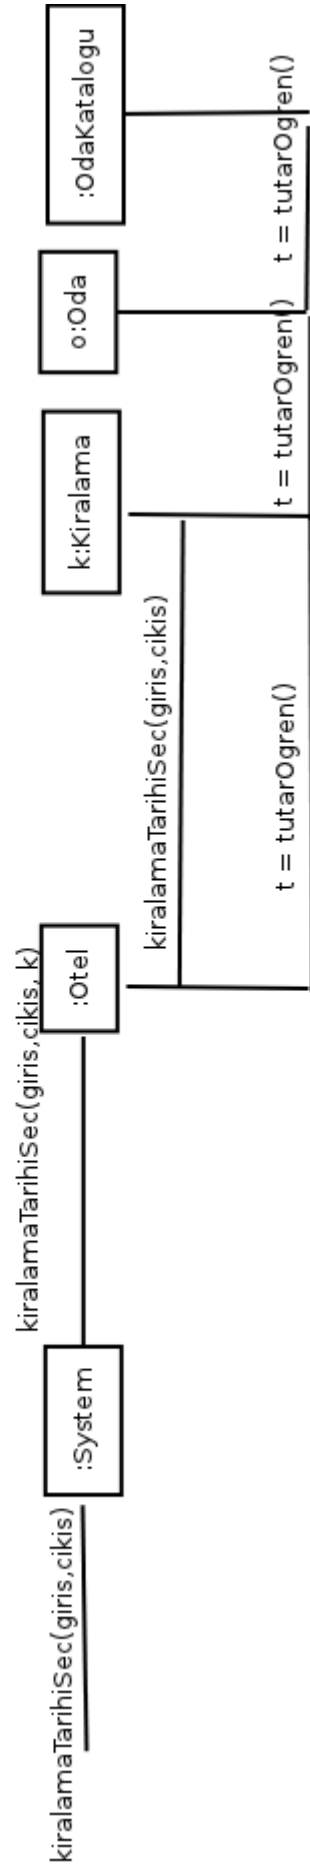 kiralamaTarihiSec(giris,cikis)
:System
kiralamaTarihiSec(giris,cikis, k)
:Otel
kiralamaTarihiSec(giris,cikis)
t = tutarOgren()
k:Kiralama
t = tutarOgren()
o:Oda
t = tutarOgren()
:OdaKatalogu